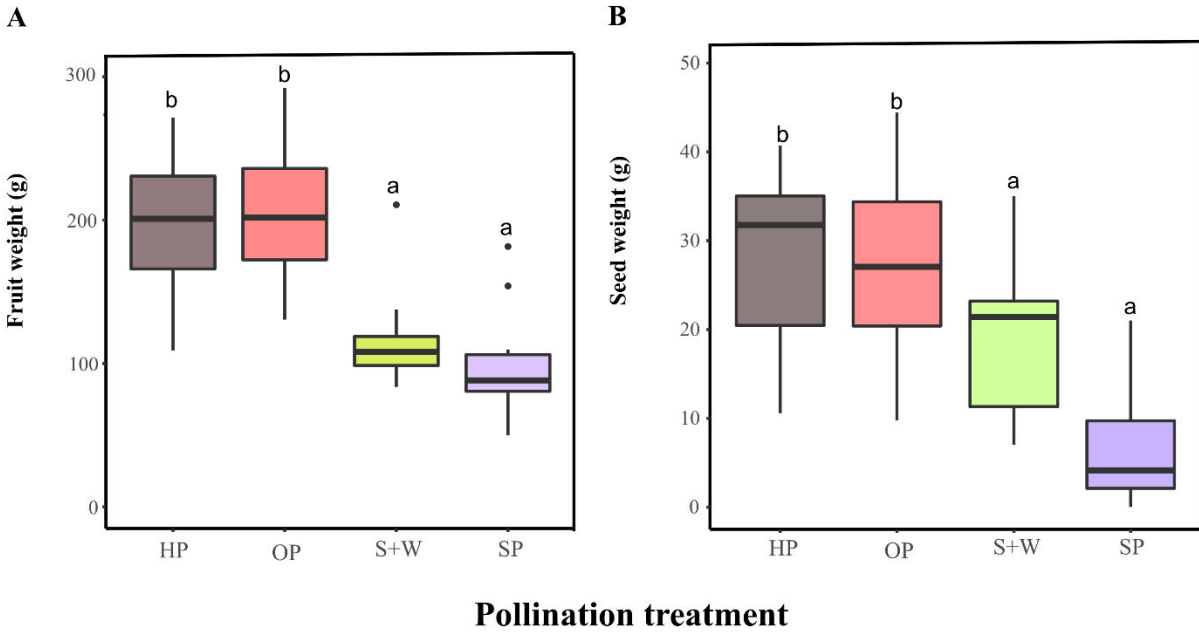 A
Fruit weight (g)
300
200
100
0
b
b
a
a
HP
OP
S+W
SP
B
Seed weight (g)
50
40
30
20
10
0
b
b
a
a
HP
OP
S+W
SP
Pollination treatment